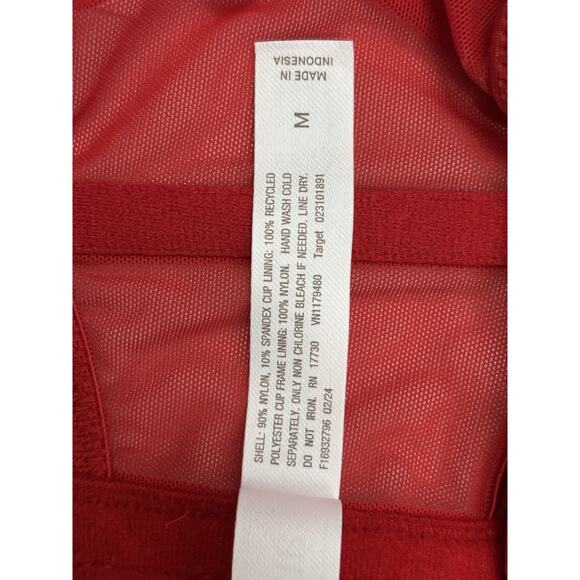 MADE IN
INDONESIA
M
SHELL: 90% NYLON, 10% SPANDEX CUP LINING: 100% RECYCLED
POLYESTER CUP FRAME LINING: 100% NYLON. HAND WASH COLD
SEPARATELY. ONLY NON CHLORINE BLEACH IF NEEDED. LINE DRY.
DO NOT IRON. RN 17730 VN1179480 Target 023101891
F16932796 02/24